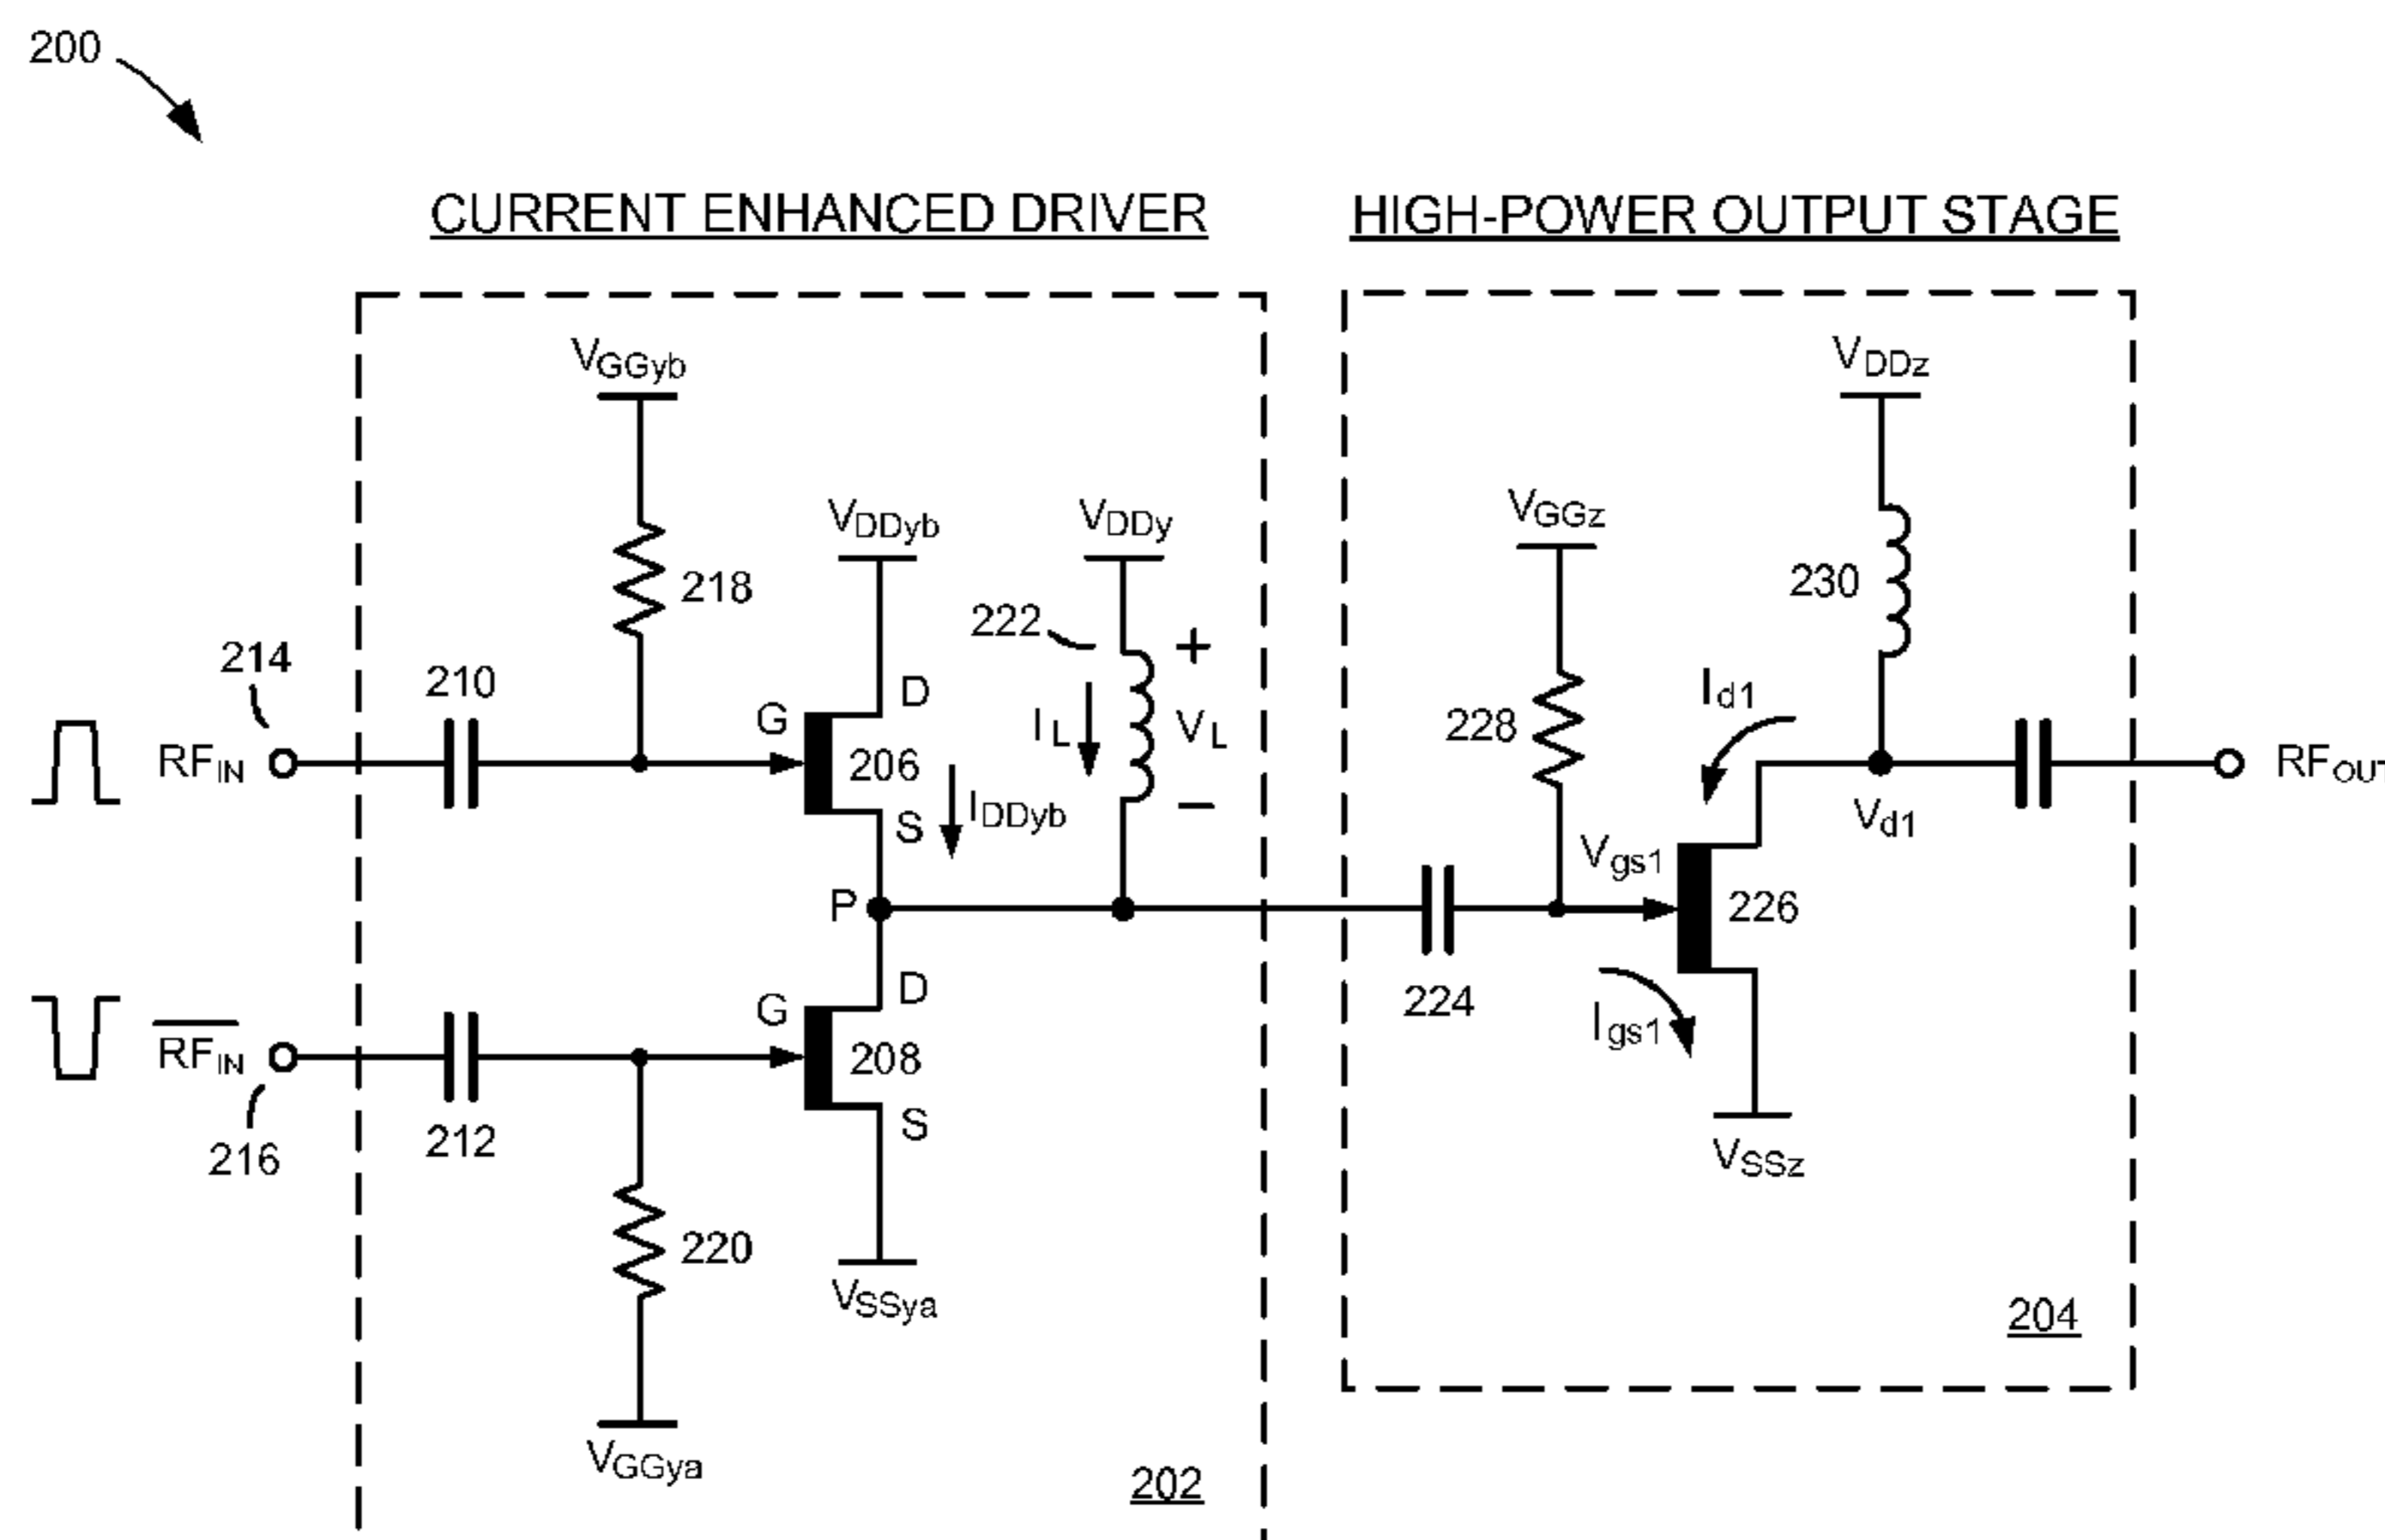 200
CURRENT ENHANCED DRIVER
HIGH-POWER OUTPUT STAGE
VGGyb
VDDyb
VDDy
VGGz
VDDz
218
222
+
230
214
210
G
D
IL
VL
228
Id1
RFIN
206
RFOUT
S
IDDyb
−
Vgs1
Vd1
P
226
224
Igs1
G
D
RFIN
208
216
212
S
VSSz
220
VSSya
204
VGGya
202